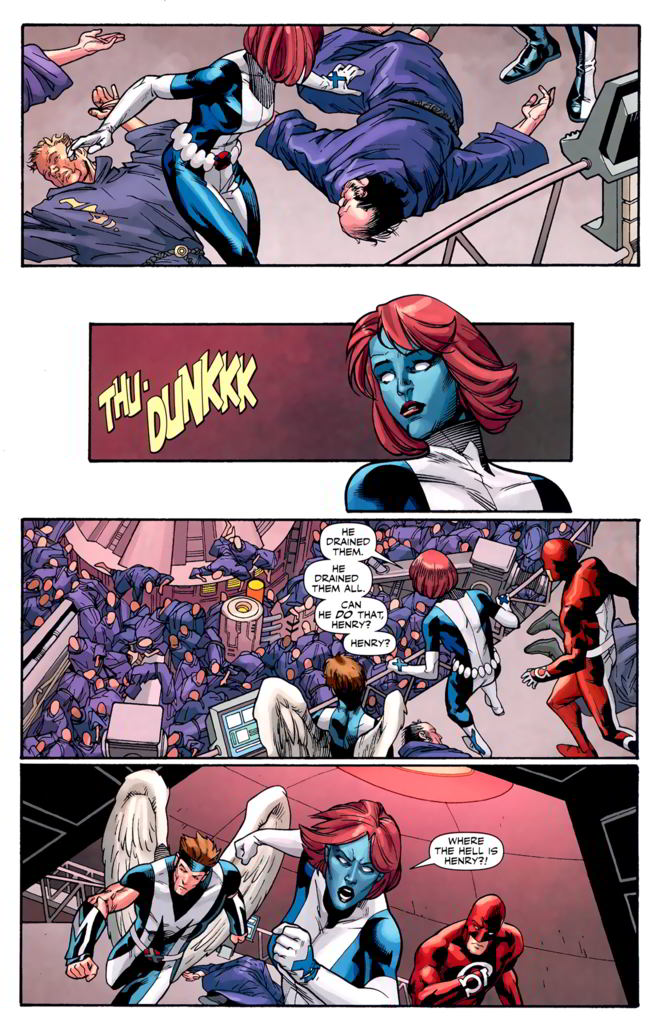 THU-
DUNKKK
HE
DRAINED
THEM.
HE
DRAINED
THEM ALL.
CAN
HE DO THAT,
HENRY?
HENRY?
WHERE
THE HELL IS
HENRY?!